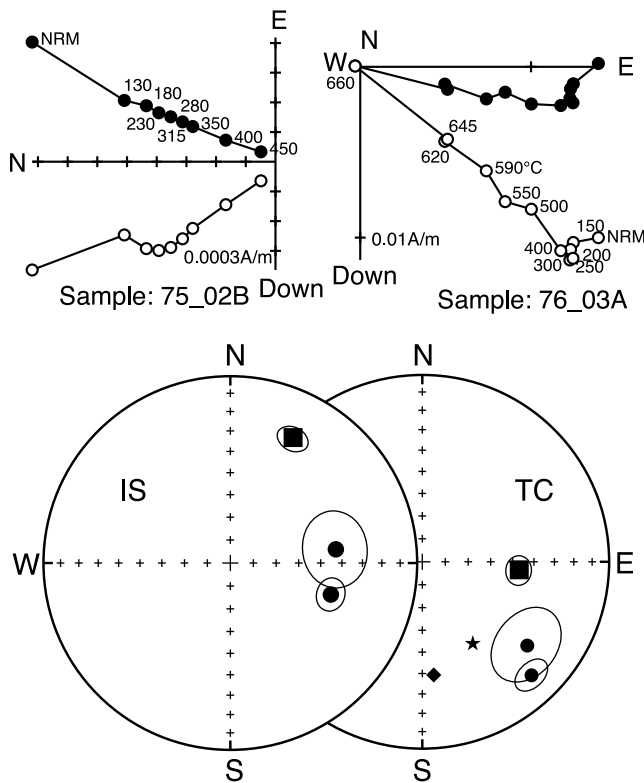 E
NRM
130
180
280
230
315
350
400
450
N
0.0003A/m
Down
Sample: 75_02B
N
W
E
660
645
620
590°C
550
500
NRM
150
0.01A/m
400
200
300
250
Down
Sample: 76_03A
N
N
IS
TC
W
E
S
S